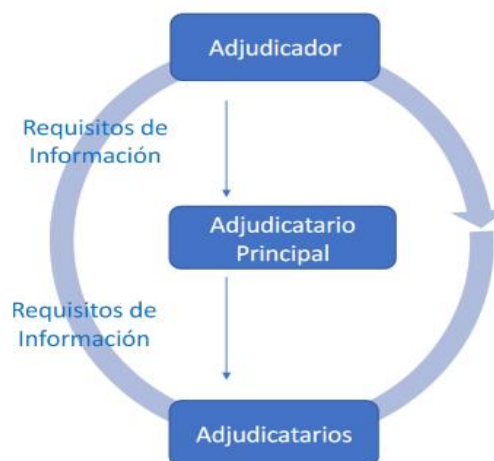 Adjudicador
Requisitos de
Información
Adjudicatario
Principal
Requisitos de
Información
Adjudicatarios